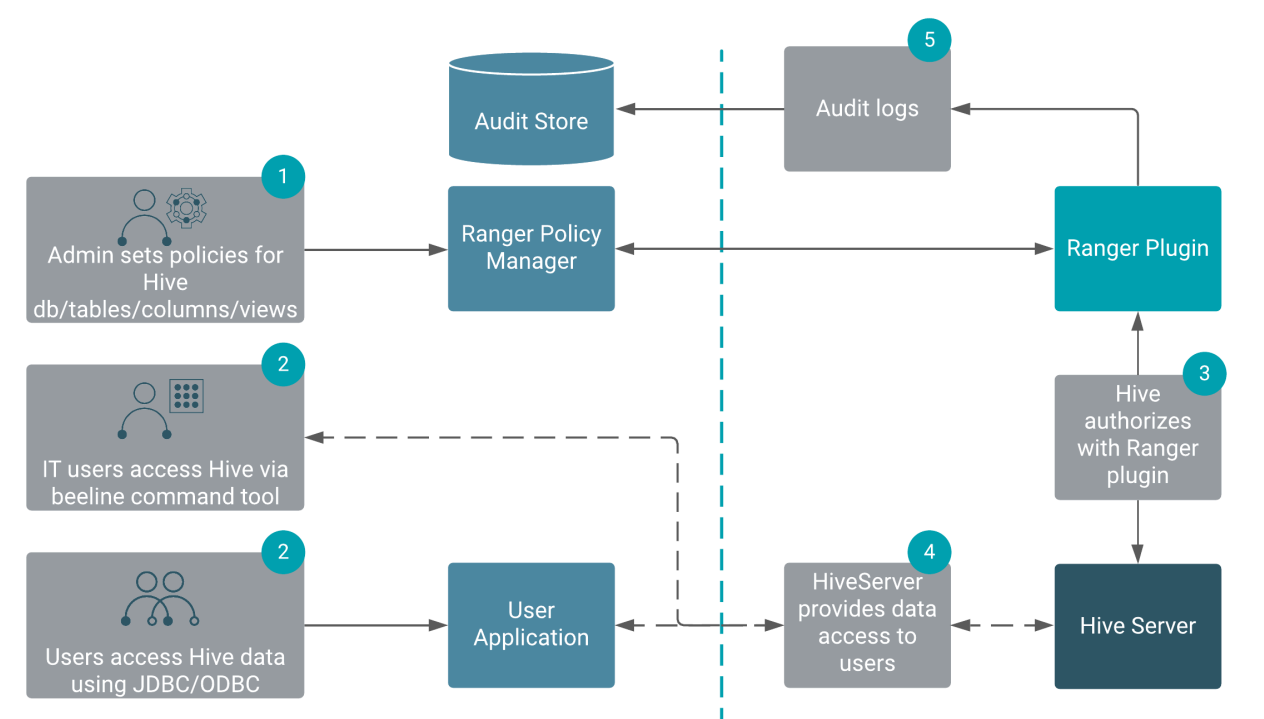 5
Audit logs
Audit Store
1
Admin sets policies for
Hive
db/tables/columns/views
Ranger Policy
Manager
Ranger Plugin
2
IT users access Hive via
beeline command tool
3
Hive
authorizes
with Ranger
plugin
2
Users access Hive data
using JDBC/ODBC
User
Application
4
HiveServer
provides data
access to
users
Hive Server